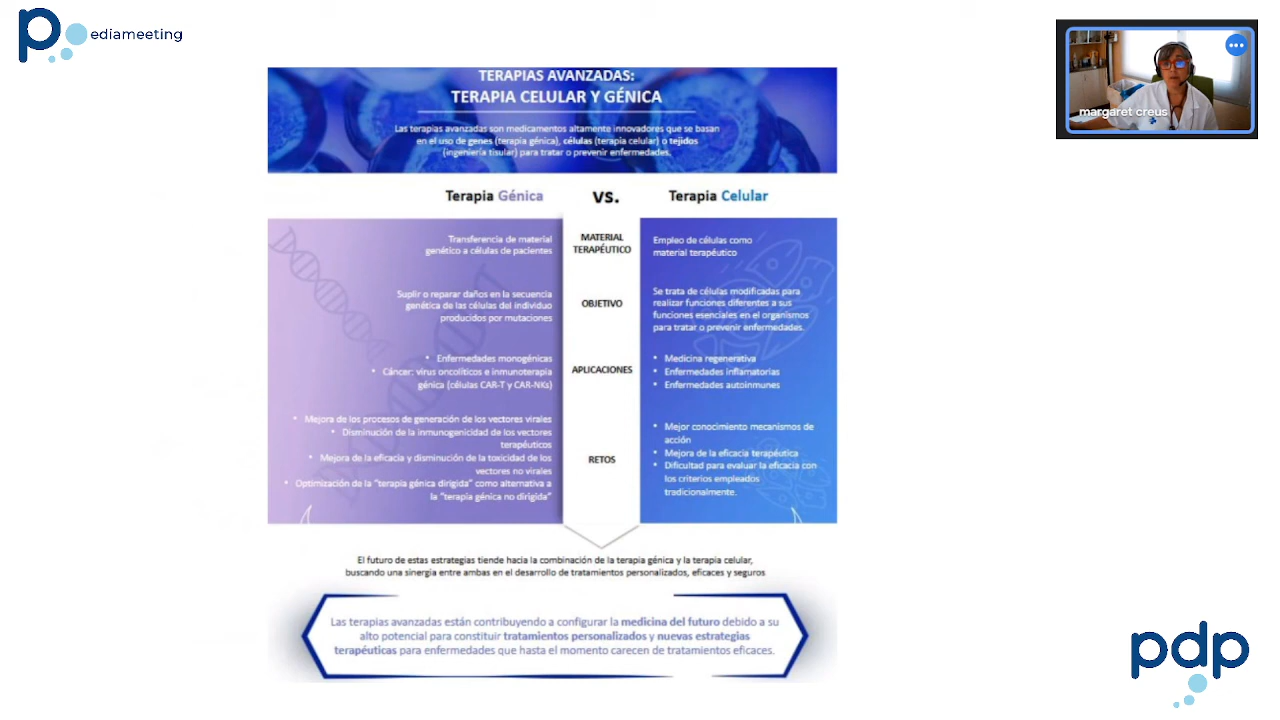 pediameeting
margaret creus
TERAPIAS AVANZADAS:
TERAPIA CELULAR Y GÉNICA
Las terapias avanzadas son medicamentos altamente innovadores que se basan
en el uso de genes (terapia génica), células (terapia celular) o tejidos
(ingeniería tisular) para tratar o prevenir enfermedades.
Terapia Génica
VS.
Terapia Celular
Transferencia de material
genético a células de pacientes
MATERIAL
TERAPÉUTICO
Empleo de células como
material terapéutico
Suplir o reparar daños en la secuencia
genética de las células del individuo
producidos por mutaciones
OBJETIVO
Se trata de células modificadas para
realizar funciones diferentes a sus
funciones esenciales en el organismos
para tratar o prevenir enfermedades.
• Enfermedades monogénicas
• Cáncer: virus oncolíticos e inmunoterapia
génica (células CAR-T y CAR-NKs)
APLICACIONES
• Medicina regenerativa
• Enfermedades inflamatorias
• Enfermedades autoinmunes
• Mejora de los procesos de generación de los vectores virales
• Disminución de la inmunogenicidad de los vectores
terapéuticos
• Mejora de la eficacia y disminución de la toxicidad de los
vectores no virales
• Optimización de la "terapia génica dirigida" como alternativa a
la "terapia génica no dirigida"
RETOS
• Mejor conocimiento mecanismos de
acción
• Mejora de la eficacia terapéutica
• Dificultad para evaluar la eficacia con
los criterios empleados
tradicionalmente.
El futuro de estas estrategias tiende hacia la combinación de la terapia génica y la terapia celular,
buscando una sinergia entre ambas en el desarrollo de tratamientos personalizados, eficaces y seguros
Las terapias avanzadas están contribuyendo a configurar la medicina del futuro debido a su
alto potencial para constituir tratamientos personalizados y nuevas estrategias
terapéuticas para enfermedades que hasta el momento carecen de tratamientos eficaces.
pdp